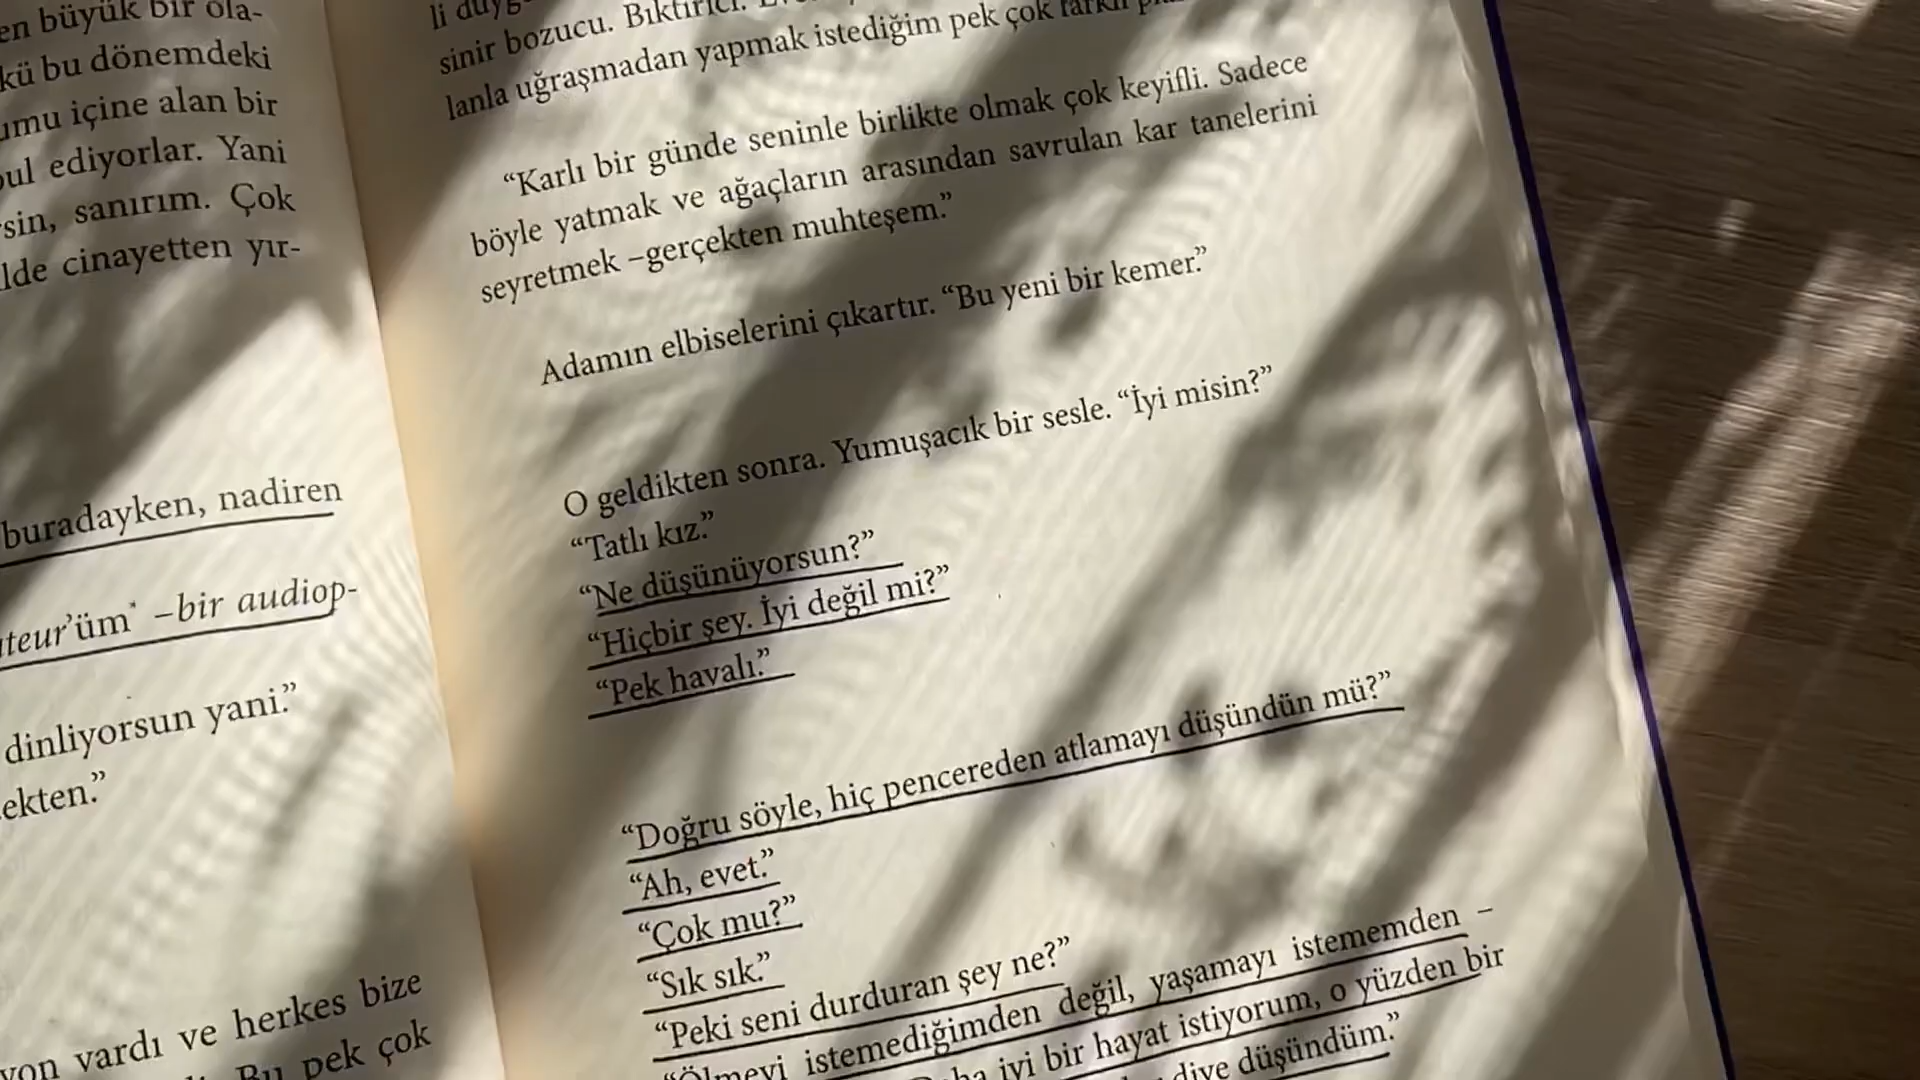 en büyük bir ola-
kü bu dönemdeki
umu içine alan bir
ul ediyorlar. Yani
sin, sanırım. Çok
lde cinayetten yır-
buradayken, nadiren
teur’üm* –bir audiop-
dinliyorsun yani.”
ekten.”
yon vardı ve herkes bize
Bu pek çok
sinir bozucu. Bıktırıcı.
lanla uğraşmadan yapmak istediğim pek çok farklı
“Karlı bir günde seninle birlikte olmak çok keyifli. Sadece
böyle yatmak ve ağaçların arasından savrulan kar tanelerini
seyretmek –gerçekten muhteşem.”
Adamın elbiselerini çıkartır. “Bu yeni bir kemer.”
O geldikten sonra. Yumuşacık bir sesle. “İyi misin?”
“Tatlı kız.”
“Ne düşünüyorsun?”
“Hiçbir şey. İyi değil mi?”
“Pek havalı.”
“Doğru söyle, hiç pencereden atlamayı düşündün mü?”
“Ah, evet.”
“Çok mu?”
“Sık sık.”
“Peki seni durduran şey ne?”
“Ölmeyi istemediğimden değil, yaşamayı istememden –
iyi bir hayat istiyorum, o yüzden bir
diye düşündüm.”